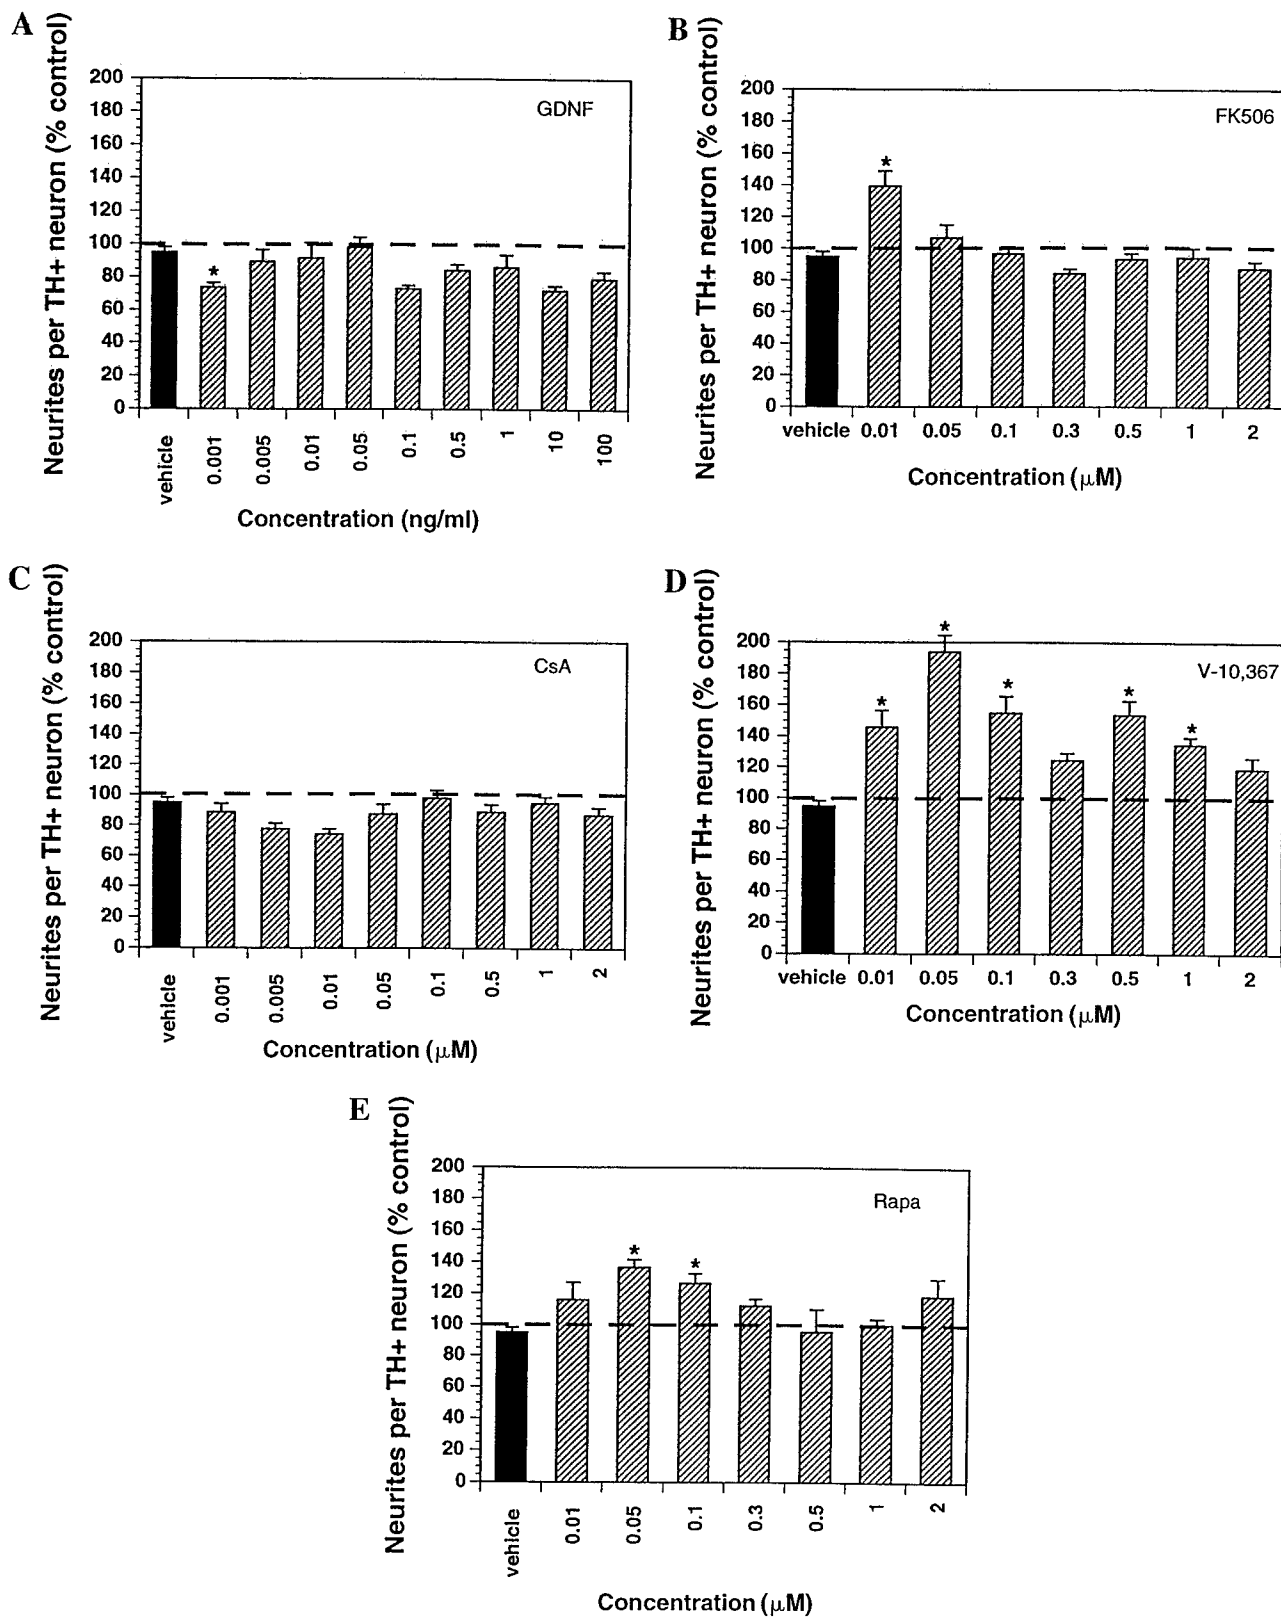 A
Neurites per TH+ neuron (% control)
200
180
160
140
120
100
80
60
40
20
0
GDNF
*
vehicle 0.001 0.005 0.01 0.05 0.1 0.5 1 10 100
Concentration (ng/ml)
B
Neurites per TH+ neuron (% control)
200
180
160
140
120
100
80
60
40
20
0
FK506
*
vehicle 0.01 0.05 0.1 0.3 0.5 1 2
Concentration (μM)
C
Neurites per TH+ neuron (% control)
200
180
160
140
120
100
80
60
40
20
0
CsA
vehicle 0.001 0.005 0.01 0.05 0.1 0.5 1 2
Concentration (μM)
D
Neurites per TH+ neuron (% control)
200
180
160
140
120
100
80
60
40
20
0
V-10,367
* * * * *
vehicle 0.01 0.05 0.1 0.3 0.5 1 2
Concentration (μM)
E
Neurites per TH+ neuron (% control)
200
180
160
140
120
100
80
60
40
20
0
Rapa
* *
vehicle 0.01 0.05 0.1 0.3 0.5 1 2
Concentration (μM)